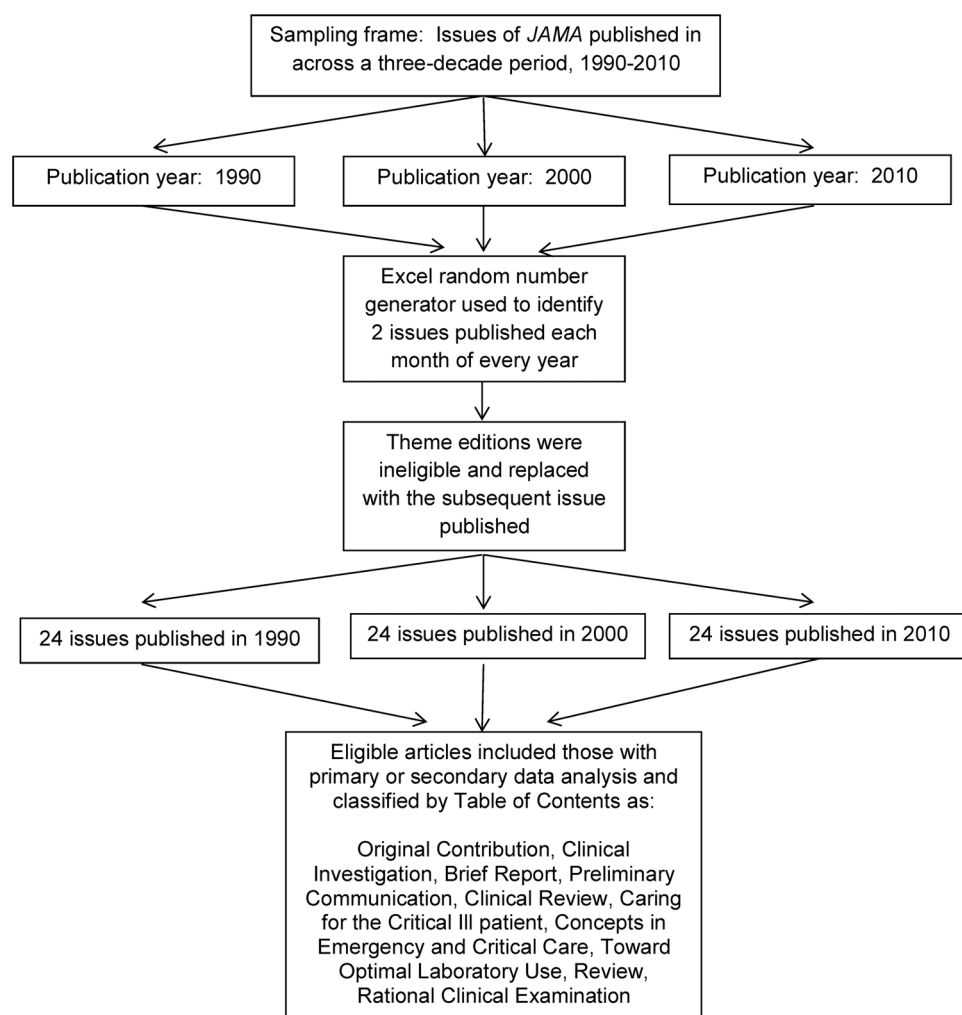 Sampling frame:  Issues of JAMA published in
across a three-decade period, 1990-2010
Publication year:  1990
Publication year:  2000
Publication year:  2010
Excel random number
generator used to identify
2 issues published each
month of every year
Theme editions were
ineligible and replaced
with the subsequent issue
published
24 issues published in 1990
24 issues published in 2000
24 issues published in 2010
Eligible articles included those with
primary or secondary data analysis and
classified by Table of Contents as:
Original Contribution, Clinical
Investigation, Brief Report, Preliminary
Communication, Clinical Review, Caring
for the Critical Ill patient, Concepts in
Emergency and Critical Care, Toward
Optimal Laboratory Use, Review,
Rational Clinical Examination